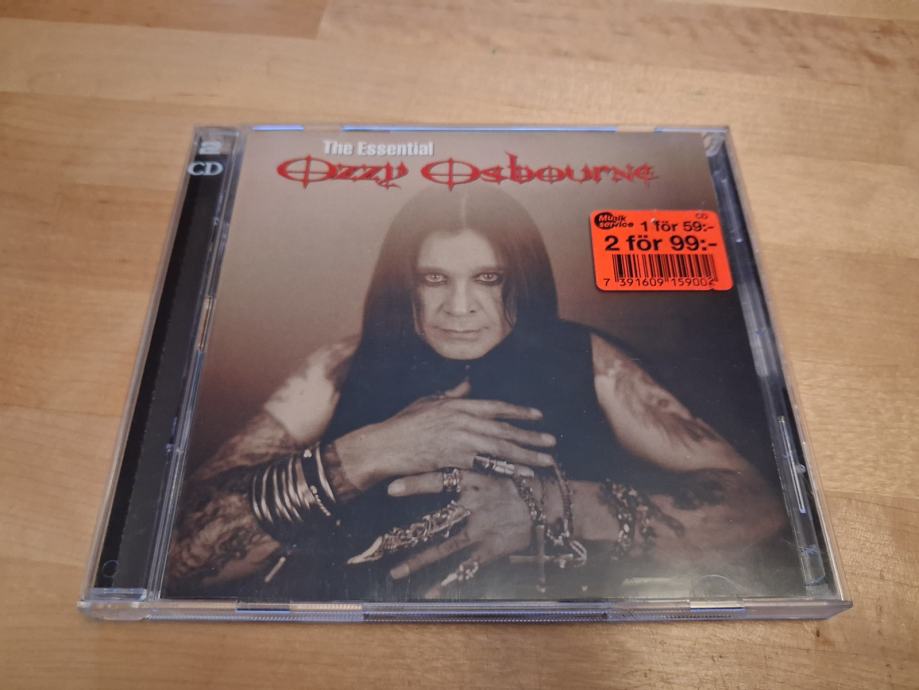 2
CD
The Essential
Ozzy Osbourne
CD
Musik service 1 för 59:-
2 för 99:-
7 391609 159002